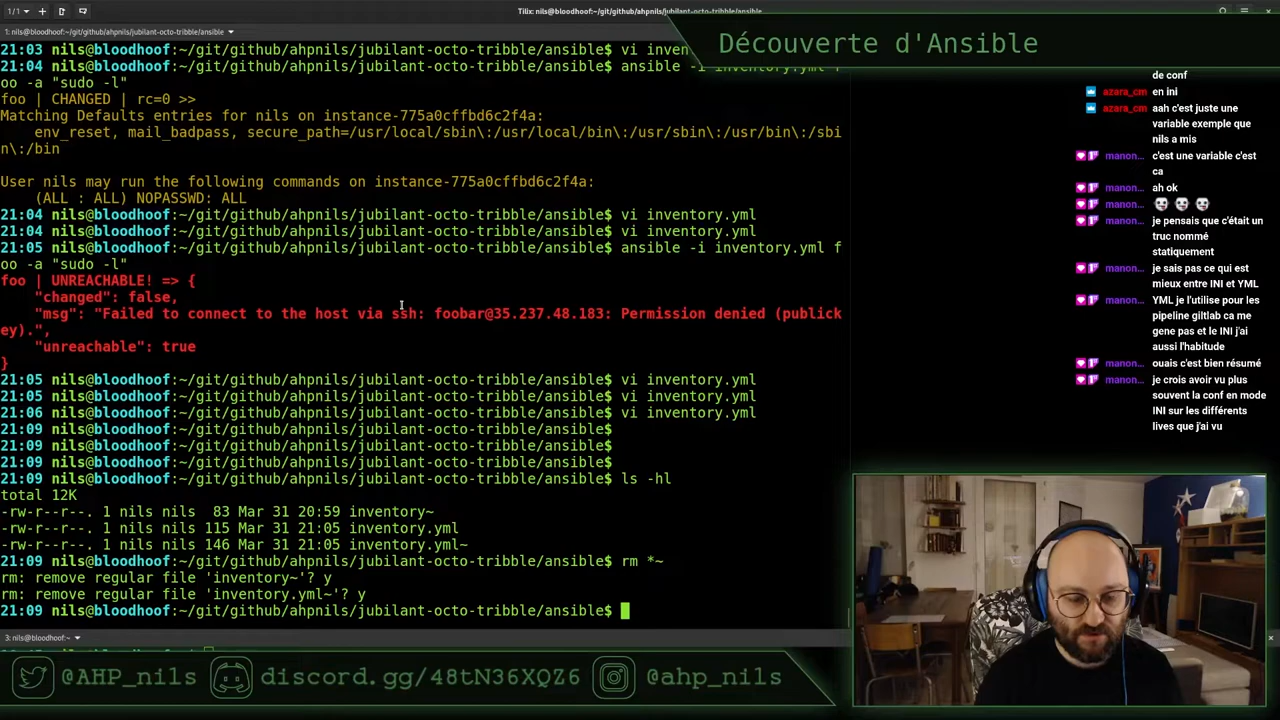 1/1
Tilix: nils@bloodhoof:~/git/github/ahpnils/jubilant-octo-tribble/ansible
1: nils@bloodhoof:~/git/github/ahpnils/jubilant-octo-tribble/ansible
Découverte d'Ansible
21:03 nils@bloodhoof:~/git/github/ahpnils/jubilant-octo-tribble/ansible$ vi inven
21:04 nils@bloodhoof:~/git/github/ahpnils/jubilant-octo-tribble/ansible$ ansible -i inventory.yml f
oo -a "sudo -l"
foo | CHANGED | rc=0 >>
Matching Defaults entries for nils on instance-775a0cffbd6c2f4a:
env_reset, mail_badpass, secure_path=/usr/local/sbin\:/usr/local/bin\:/usr/sbin\:/usr/bin\:/sbi
n\:/bin
User nils may run the following commands on instance-775a0cffbd6c2f4a:
(ALL : ALL) NOPASSWD: ALL
21:04 nils@bloodhoof:~/git/github/ahpnils/jubilant-octo-tribble/ansible$ vi inventory.yml
21:04 nils@bloodhoof:~/git/github/ahpnils/jubilant-octo-tribble/ansible$ vi inventory.yml
21:05 nils@bloodhoof:~/git/github/ahpnils/jubilant-octo-tribble/ansible$ ansible -i inventory.yml f
oo -a "sudo -l"
foo | UNREACHABLE! => {
"changed": false,
"msg": "Failed to connect to the host via ssh: foobar@35.237.48.183: Permission denied (publick
ey).",
"unreachable": true
}
21:05 nils@bloodhoof:~/git/github/ahpnils/jubilant-octo-tribble/ansible$ vi inventory.yml
21:05 nils@bloodhoof:~/git/github/ahpnils/jubilant-octo-tribble/ansible$ vi inventory.yml
21:06 nils@bloodhoof:~/git/github/ahpnils/jubilant-octo-tribble/ansible$ vi inventory.yml
21:09 nils@bloodhoof:~/git/github/ahpnils/jubilant-octo-tribble/ansible$
21:09 nils@bloodhoof:~/git/github/ahpnils/jubilant-octo-tribble/ansible$
21:09 nils@bloodhoof:~/git/github/ahpnils/jubilant-octo-tribble/ansible$
21:09 nils@bloodhoof:~/git/github/ahpnils/jubilant-octo-tribble/ansible$ ls -hl
total 12K
-rw-r--r--. 1 nils nils  83 Mar 31 20:59 inventory~
-rw-r--r--. 1 nils nils 115 Mar 31 21:05 inventory.yml
-rw-r--r--. 1 nils nils 146 Mar 31 21:05 inventory.yml~
21:09 nils@bloodhoof:~/git/github/ahpnils/jubilant-octo-tribble/ansible$ rm *~
rm: remove regular file 'inventory~'? y
rm: remove regular file 'inventory.yml~'? y
21:09 nils@bloodhoof:~/git/github/ahpnils/jubilant-octo-tribble/ansible$
3: nils@bloodhoof:~
de conf
azara_cm en ini
azara_cm aah c'est juste une
variable exemple que
nils a mis
manon... c'est une variable c'est
ca
manon... ah ok
manon...
manon... je pensais que c'était un
truc nommé
statiquement
manon... je sais pas ce qui est
mieux entre INI et YML
manon... YML je l'utilise pour les
pipeline giltlab ca me
gene pas et le INI j'ai
aussi l'habitude
manon... ouais c'est bien résumé
manon... je crois avoir vu plus
souvent la conf en mode
INI sur les différents
lives que j'ai vu
@AHP_nils
discord.gg/48tN36XQZ6
@ahp_nils